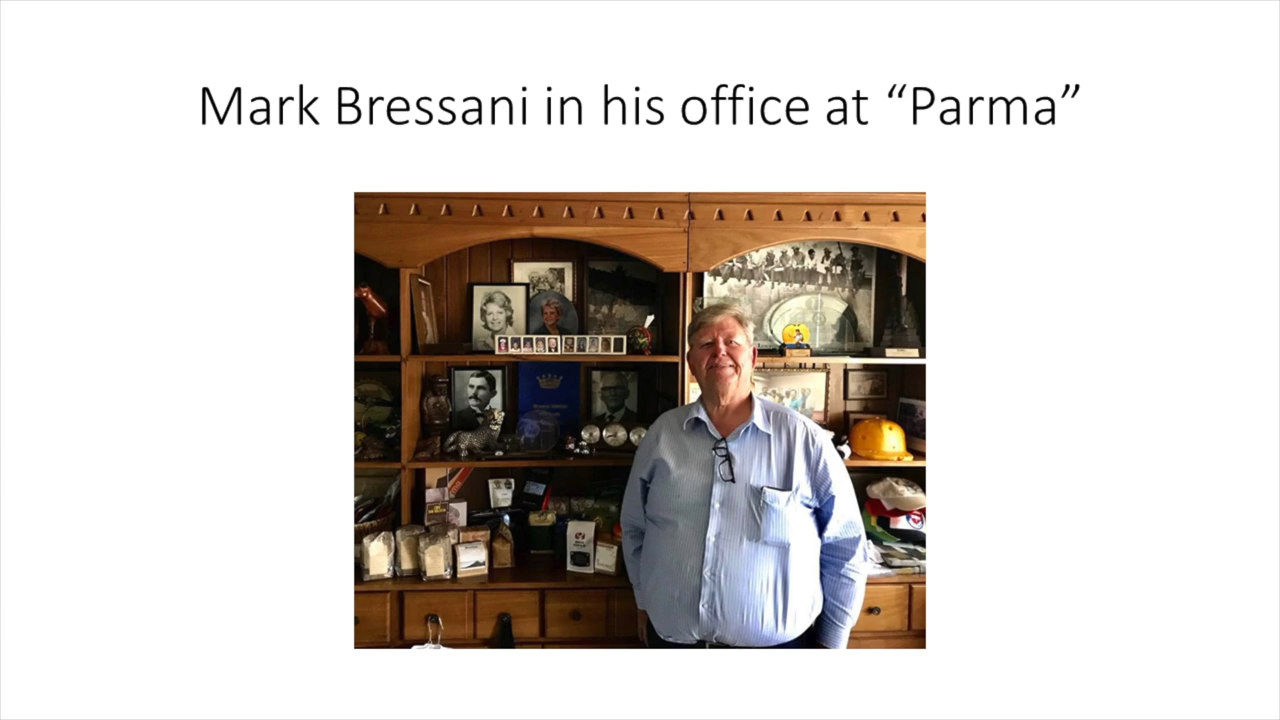 Mark Bressani in his office at “Parma”